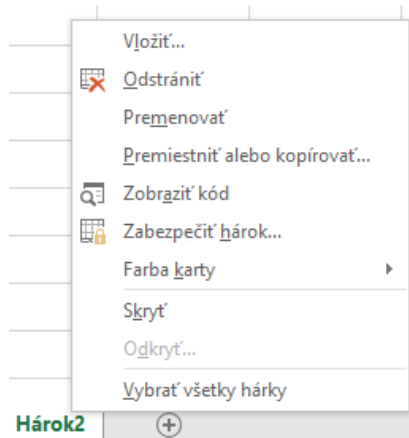 Vložiť...
Odstrániť
Premenovať
Premiestniť alebo kopírovať...
Zobraziť kód
Zabezpečiť hárok...
Farba karty
Skryť
Odkryť...
Vybrať všetky hárky
Hárok2